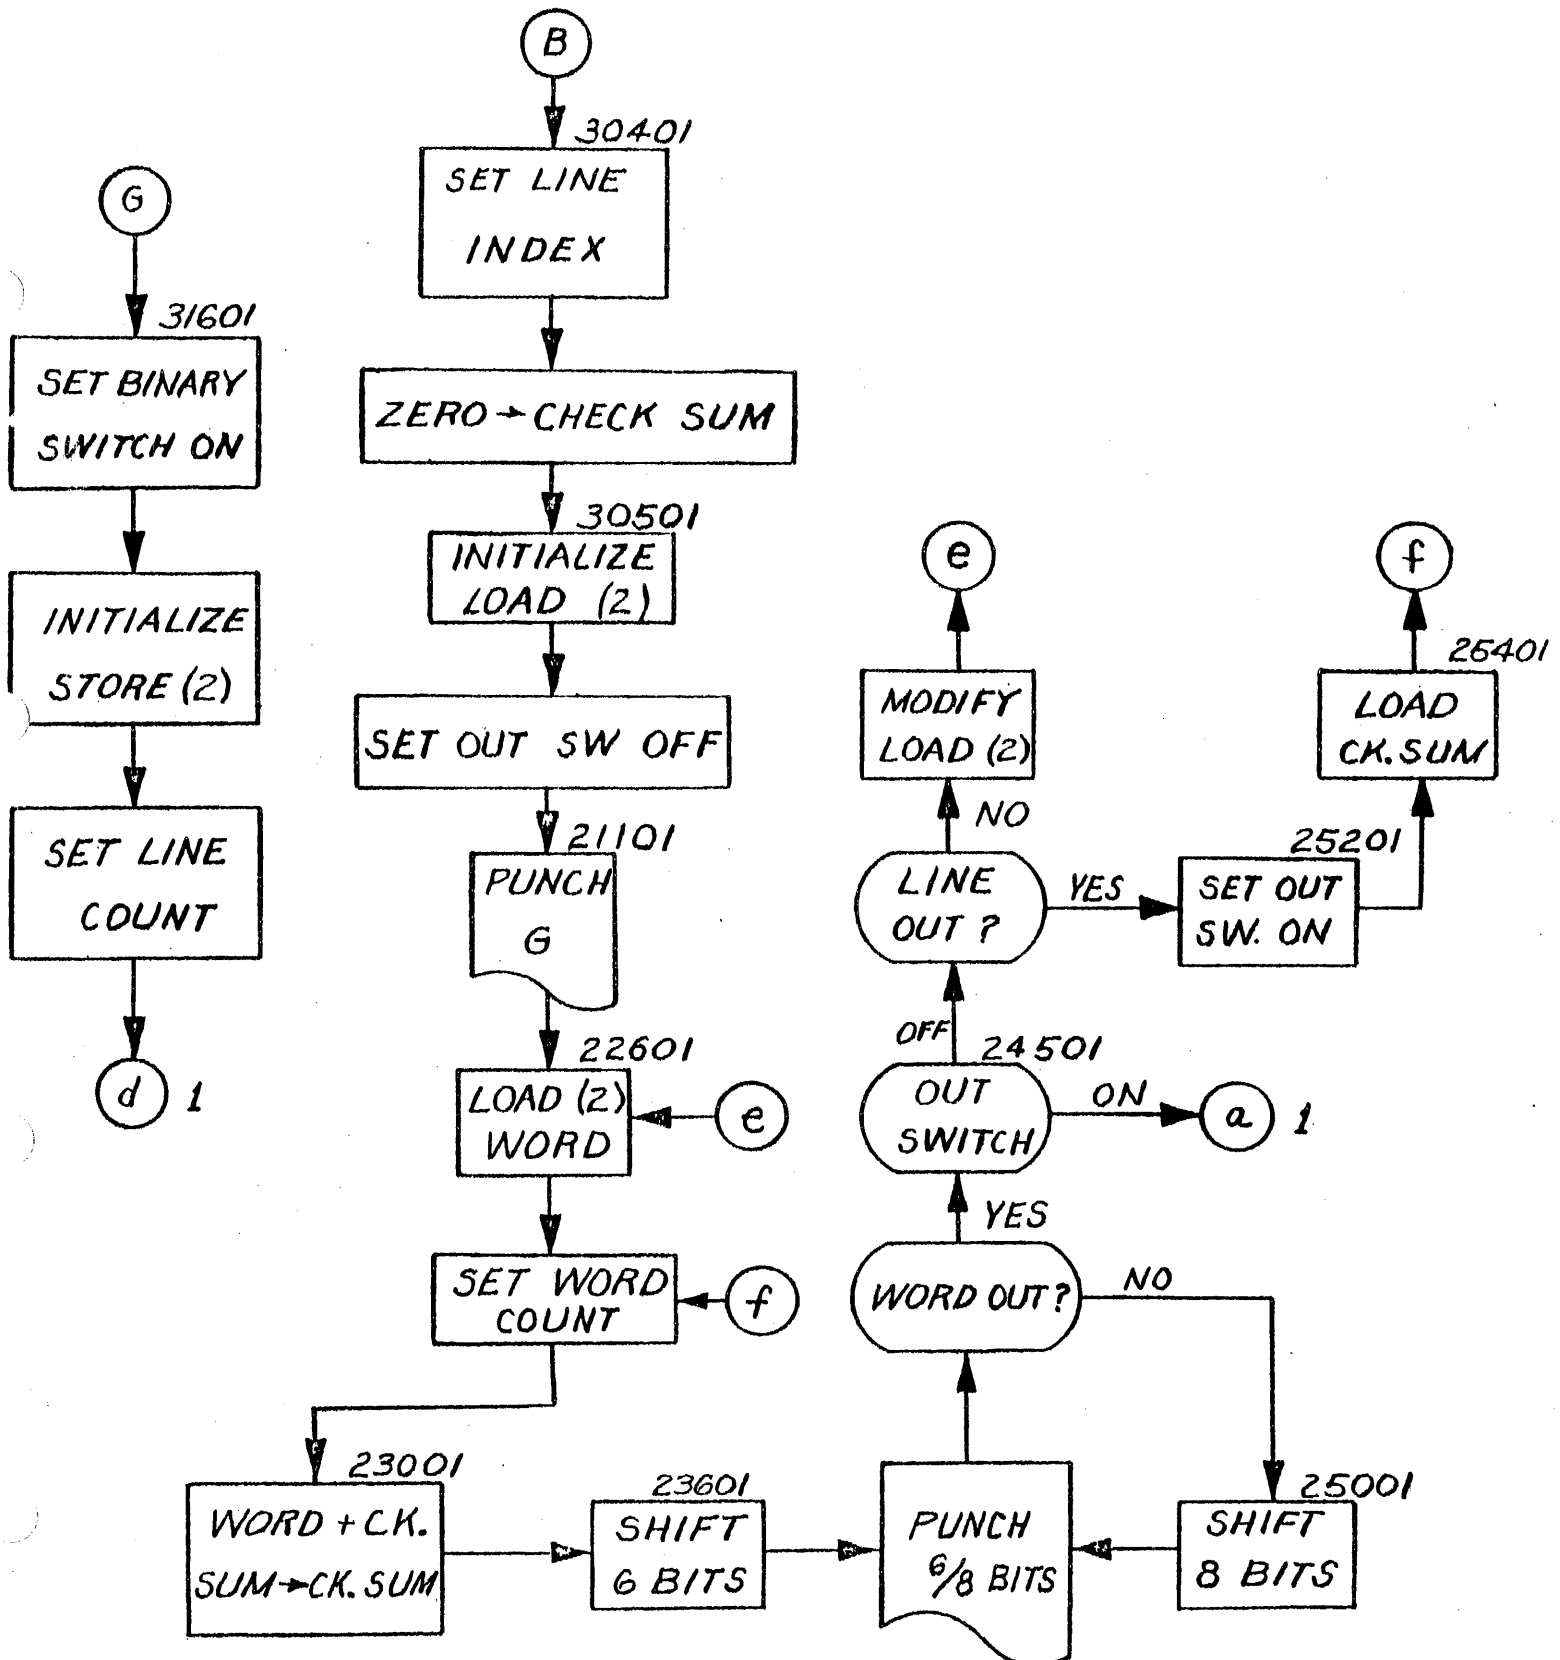 G
31601
SET BINARY
SWITCH ON
INITIALIZE
STORE (2)
SET LINE
COUNT
d 1
B
30401
SET LINE
INDEX
ZERO → CHECK SUM
30501
INITIALIZE
LOAD (2)
SET OUT SW OFF
21101
PUNCH
G
22601
LOAD (2)
WORD
e
SET WORD
COUNT
f
23001
WORD + CK.
SUM → CK. SUM
23601
SHIFT
6 BITS
PUNCH
6/8 BITS
25001
SHIFT
8 BITS
WORD OUT?
NO
YES
24501
OUT
SWITCH
ON
a 1
OFF
LINE
OUT ?
YES
25201
SET OUT
SW. ON
NO
MODIFY
LOAD (2)
e
26401
LOAD
CK. SUM
f